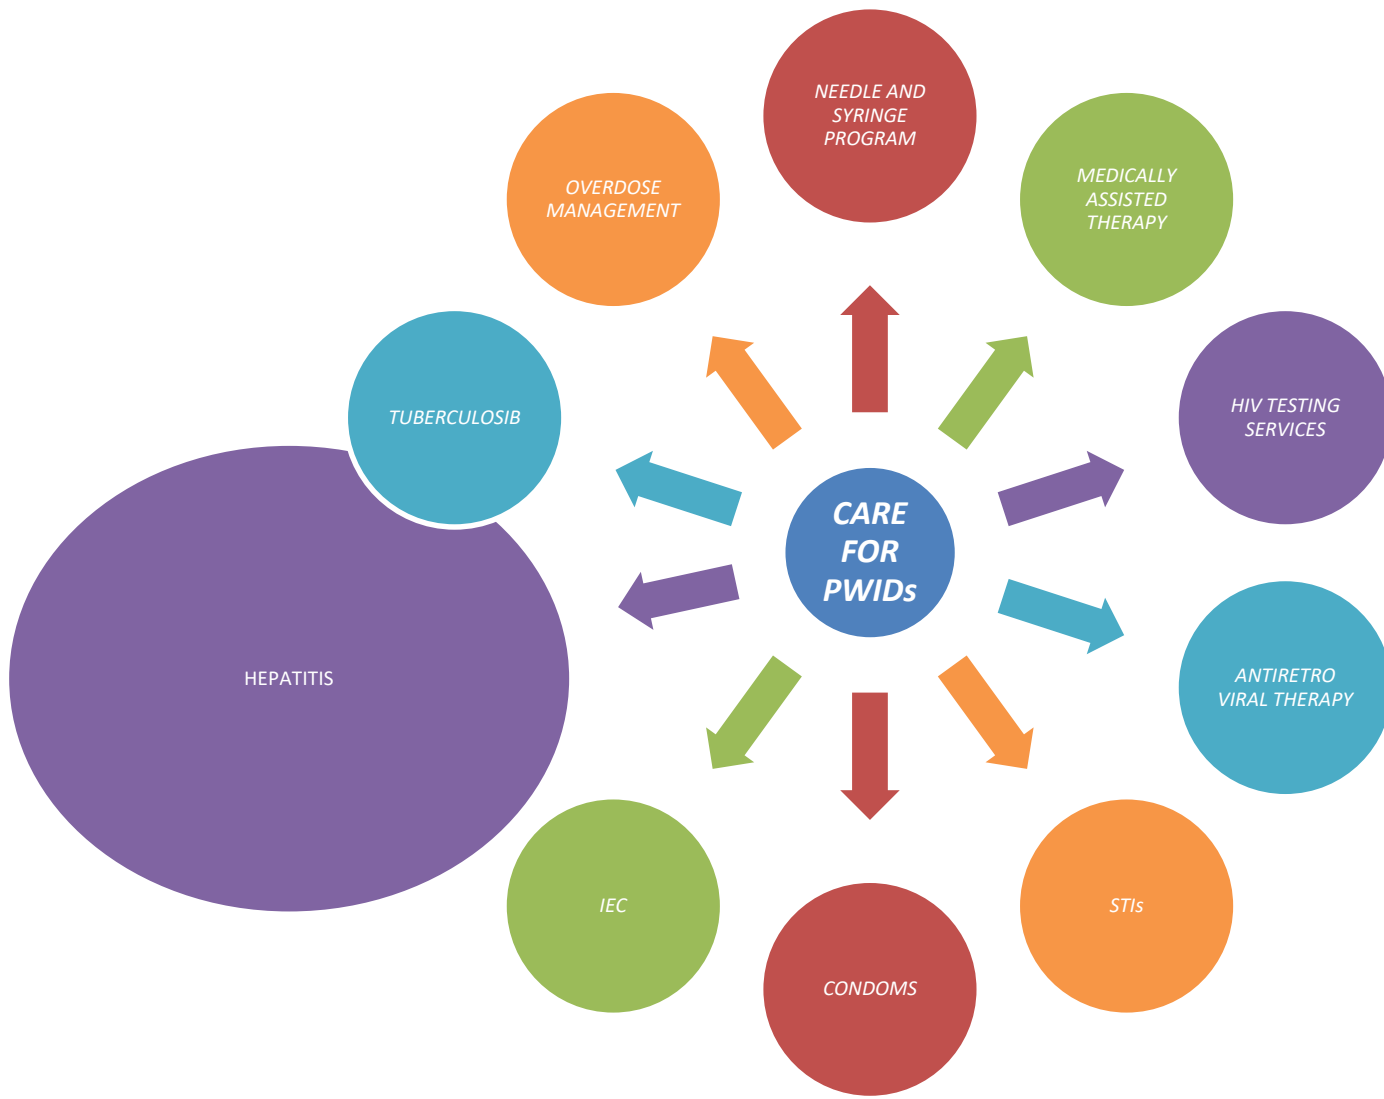 NEEDLE AND
SYRINGE
PROGRAM
OVERDOSE
MANAGEMENT
MEDICALLY
ASSISTED
THERAPY
TUBERCULOSIB
HIV TESTING
SERVICES
CARE
FOR
PWIDs
HEPATITIS
ANTIRETRO
VIRAL THERAPY
IEC
STIs
CONDOMS